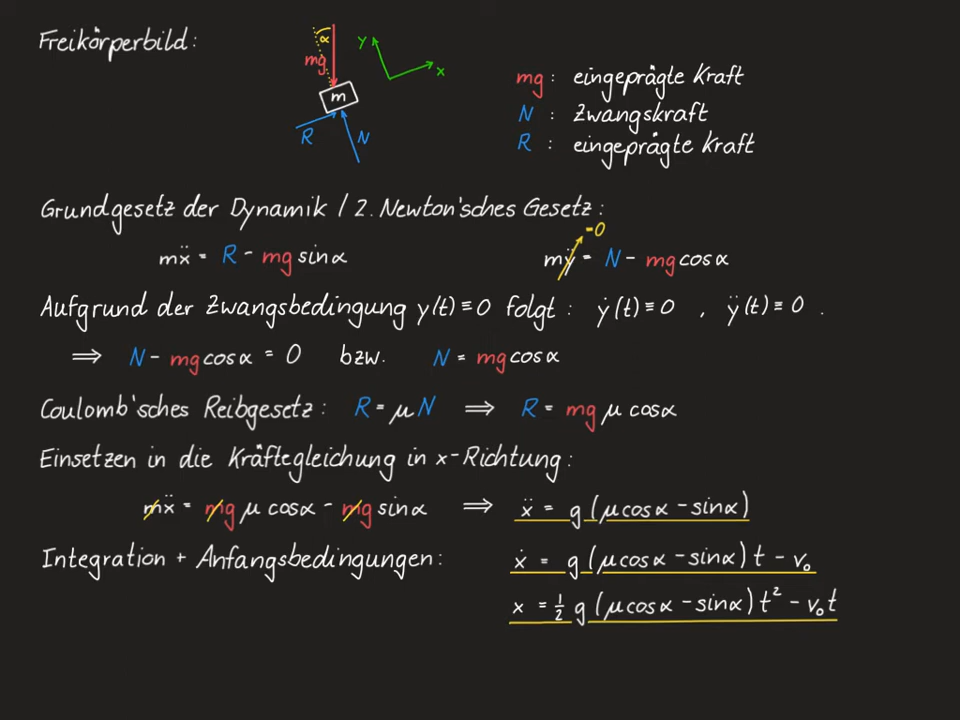 Freikörperbild:
α
mg
m
R
N
y
x
mg: eingeprägte Kraft
N : Zwangskraft
R : eingeprägte Kraft
Grundgesetz der Dynamik / 2. Newton'sches Gesetz:
mẍ = R - mg sinα
mÿ = N - mg cosα
=0
Aufgrund der Zwangsbedingung y(t) ≡ 0 folgt: ẏ(t) ≡ 0 , ÿ(t) ≡ 0 .
⟹ N - mg cosα = 0 bzw. N = mg cosα
Coulomb'sches Reibgesetz: R = μN ⟹ R = mg μ cosα
Einsetzen in die Kräftegleichung in x-Richtung:
mẍ = mg μ cosα - mg sinα ⟹ ẍ = g(μcosα - sinα)
Integration + Anfangsbedingungen: ẋ = g(μcosα - sinα)t - v₀
x = ½ g(μcosα - sinα)t² - v₀t